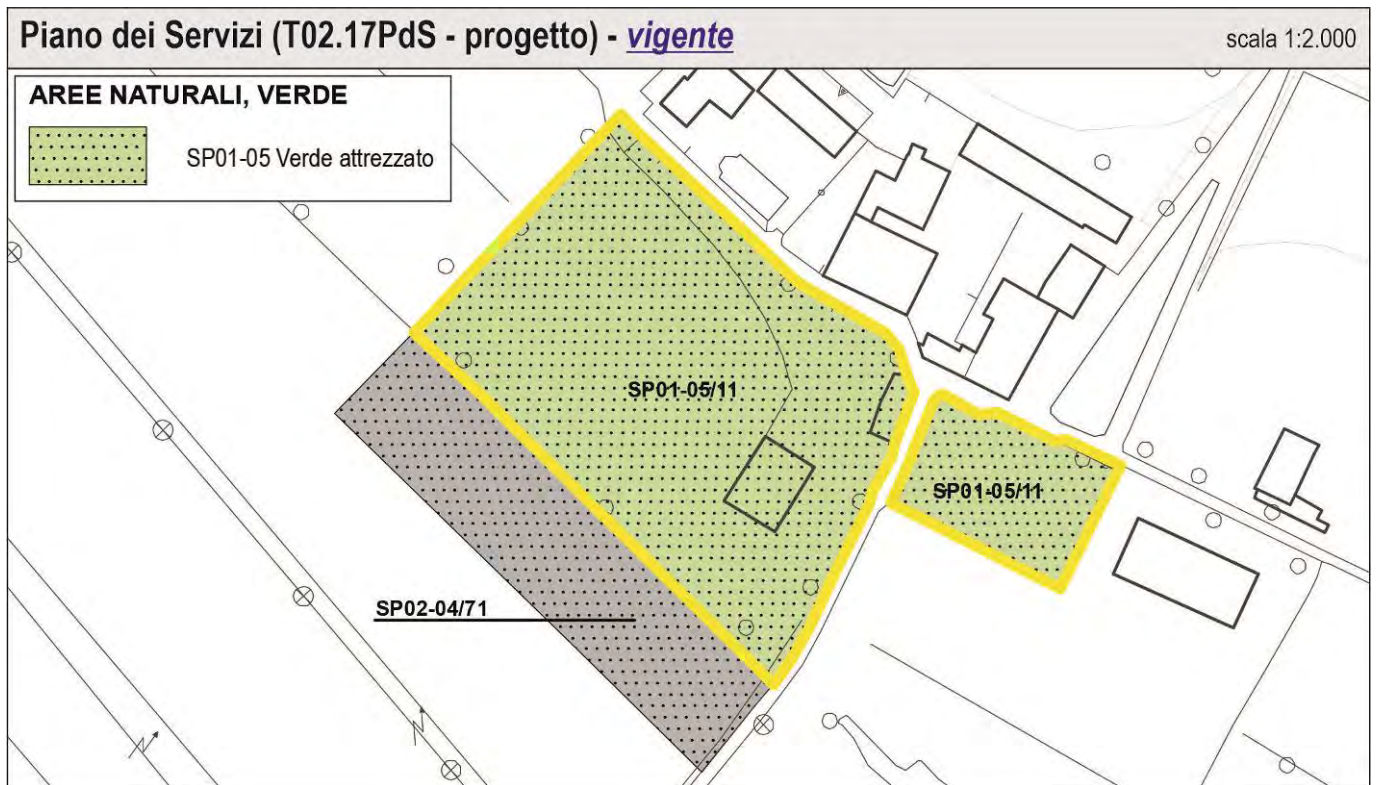 Piano dei Servizi (T02.17PdS - progetto) - vigente
scala 1:2.000
AREE NATURALI, VERDE
SP01-05 Verde attrezzato
SP01-05/11
SP01-05/11
SP02-04/71